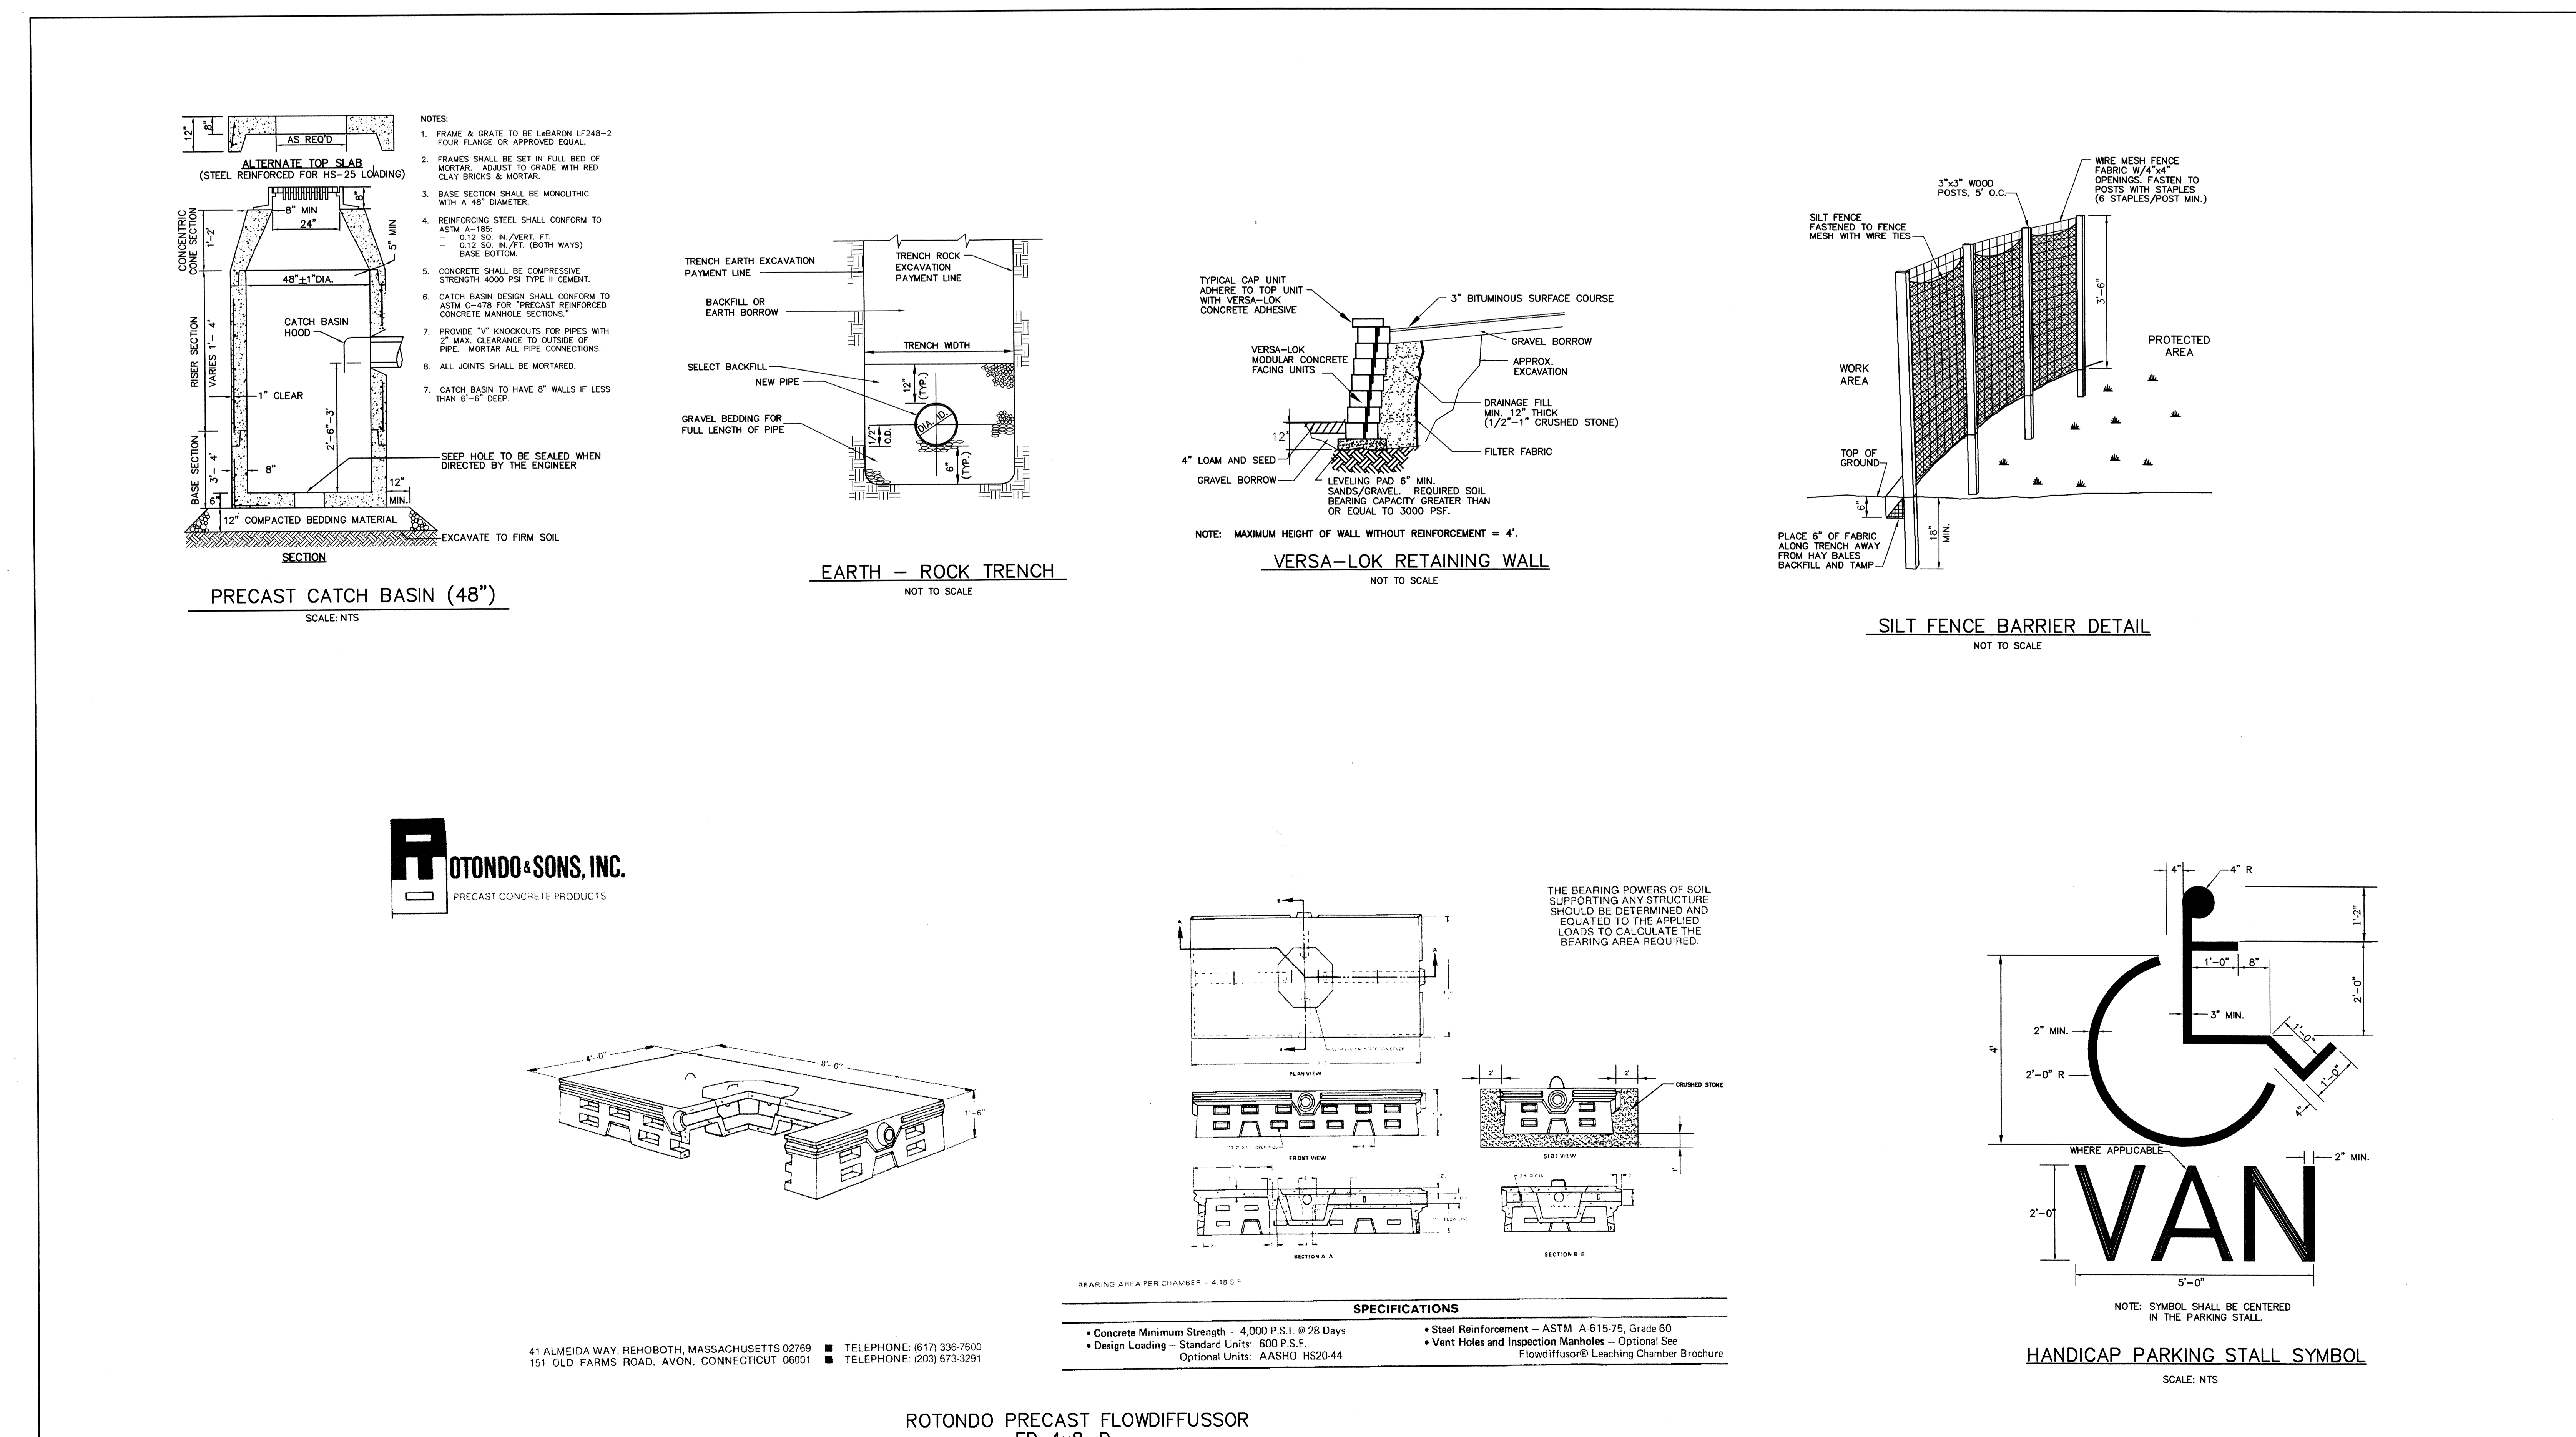 12"
8"
AS REQ'D
ALTERNATE TOP SLAB
(STEEL REINFORCED FOR HS-25 LOADING)
8"
8" MIN
24"
5" MIN
CONCENTRIC
CONE SECTION
1'-2'
48"±1"DIA.
CATCH BASIN
HOOD
RISER SECTION
VARIES 1'- 4'
1" CLEAR
2'-6"-3'
BASE SECTION
3'- 4'
8"
6"
SEEP HOLE TO BE SEALED WHEN
DIRECTED BY THE ENGINEER
12"
MIN.
12" COMPACTED BEDDING MATERIAL
EXCAVATE TO FIRM SOIL
SECTION
PRECAST CATCH BASIN (48")
SCALE: NTS
NOTES:
1. FRAME & GRATE TO BE LeBARON LF248-2
FOUR FLANGE OR APPROVED EQUAL.
2. FRAMES SHALL BE SET IN FULL BED OF
MORTAR. ADJUST TO GRADE WITH RED
CLAY BRICKS & MORTAR.
3. BASE SECTION SHALL BE MONOLITHIC
WITH A 48" DIAMETER.
4. REINFORCING STEEL SHALL CONFORM TO
ASTM A-185:
- 0.12 SQ. IN./VERT. FT.
- 0.12 SQ. IN./FT. (BOTH WAYS)
BASE BOTTOM.
5. CONCRETE SHALL BE COMPRESSIVE
STRENGTH 4000 PSI TYPE II CEMENT.
6. CATCH BASIN DESIGN SHALL CONFORM TO
ASTM C-478 FOR "PRECAST REINFORCED
CONCRETE MANHOLE SECTIONS."
7. PROVIDE "V" KNOCKOUTS FOR PIPES WITH
2" MAX. CLEARANCE TO OUTSIDE OF
PIPE. MORTAR ALL PIPE CONNECTIONS.
8. ALL JOINTS SHALL BE MORTARED.
7. CATCH BASIN TO HAVE 8" WALLS IF LESS
THAN 6'-6" DEEP.
TRENCH EARTH EXCAVATION
PAYMENT LINE
TRENCH ROCK
EXCAVATION
PAYMENT LINE
BACKFILL OR
EARTH BORROW
TRENCH WIDTH
SELECT BACKFILL
NEW PIPE
12"
(TYP.)
GRAVEL BEDDING FOR
FULL LENGTH OF PIPE
DIA. I.D.
1/2"
O.D.
6"
(TYP.)
EARTH - ROCK TRENCH
NOT TO SCALE
TYPICAL CAP UNIT
ADHERE TO TOP UNIT
WITH VERSA-LOK
CONCRETE ADHESIVE
3" BITUMINOUS SURFACE COURSE
GRAVEL BORROW
VERSA-LOK
MODULAR CONCRETE
FACING UNITS
APPROX.
EXCAVATION
DRAINAGE FILL
MIN. 12" THICK
(1/2"-1" CRUSHED STONE)
12"
4" LOAM AND SEED
FILTER FABRIC
GRAVEL BORROW
LEVELING PAD 6" MIN.
SANDS/GRAVEL. REQUIRED SOIL
BEARING CAPACITY GREATER THAN
OR EQUAL TO 3000 PSF.
NOTE: MAXIMUM HEIGHT OF WALL WITHOUT REINFORCEMENT = 4'.
VERSA-LOK RETAINING WALL
NOT TO SCALE
WIRE MESH FENCE
FABRIC W/4"x4"
OPENINGS. FASTEN TO
POSTS WITH STAPLES
(6 STAPLES/POST MIN.)
3"x3" WOOD
POSTS, 5' O.C.
SILT FENCE
FASTENED TO FENCE
MESH WITH WIRE TIES
3'-6"
PROTECTED
AREA
WORK
AREA
TOP OF
GROUND
6"
18"
MIN.
PLACE 6" OF FABRIC
ALONG TRENCH AWAY
FROM HAY BALES
BACKFILL AND TAMP
SILT FENCE BARRIER DETAIL
NOT TO SCALE
ROTONDO & SONS, INC.
PRECAST CONCRETE PRODUCTS
4'-0"
8'-0"
1'-6"
41 ALMEIDA WAY, REHOBOTH, MASSACHUSETTS 02769 ■ TELEPHONE: (617) 336-7600
151 OLD FARMS ROAD, AVON, CONNECTICUT 06001 ■ TELEPHONE: (203) 673-3291
THE BEARING POWERS OF SOIL
SUPPORTING ANY STRUCTURE
SHOULD BE DETERMINED AND
EQUATED TO THE APPLIED
LOADS TO CALCULATE THE
BEARING AREA REQUIRED.
B
A
A
B
PLAN VIEW
2'
2'
CRUSHED STONE
FRONT VIEW
SIDE VIEW
1'
SECTION A A
SECTION B-B
BEARING AREA PER CHAMBER - 4.18 S.F.
SPECIFICATIONS
• Concrete Minimum Strength - 4,000 P.S.I. @ 28 Days
• Design Loading - Standard Units: 600 P.S.F.
Optional Units: AASHO HS20-44
• Steel Reinforcement - ASTM A-615-75, Grade 60
• Vent Holes and Inspection Manholes - Optional See
Flowdiffusor® Leaching Chamber Brochure
ROTONDO PRECAST FLOWDIFFUSSOR
4"
4" R
1'-2"
1'-0"
8"
2'-0"
3" MIN.
2" MIN.
4'
2'-0" R
1'-0"
1'-0"
4"
WHERE APPLICABLE
2" MIN.
2'-0"
VAN
5'-0"
NOTE: SYMBOL SHALL BE CENTERED
IN THE PARKING STALL.
HANDICAP PARKING STALL SYMBOL
SCALE: NTS